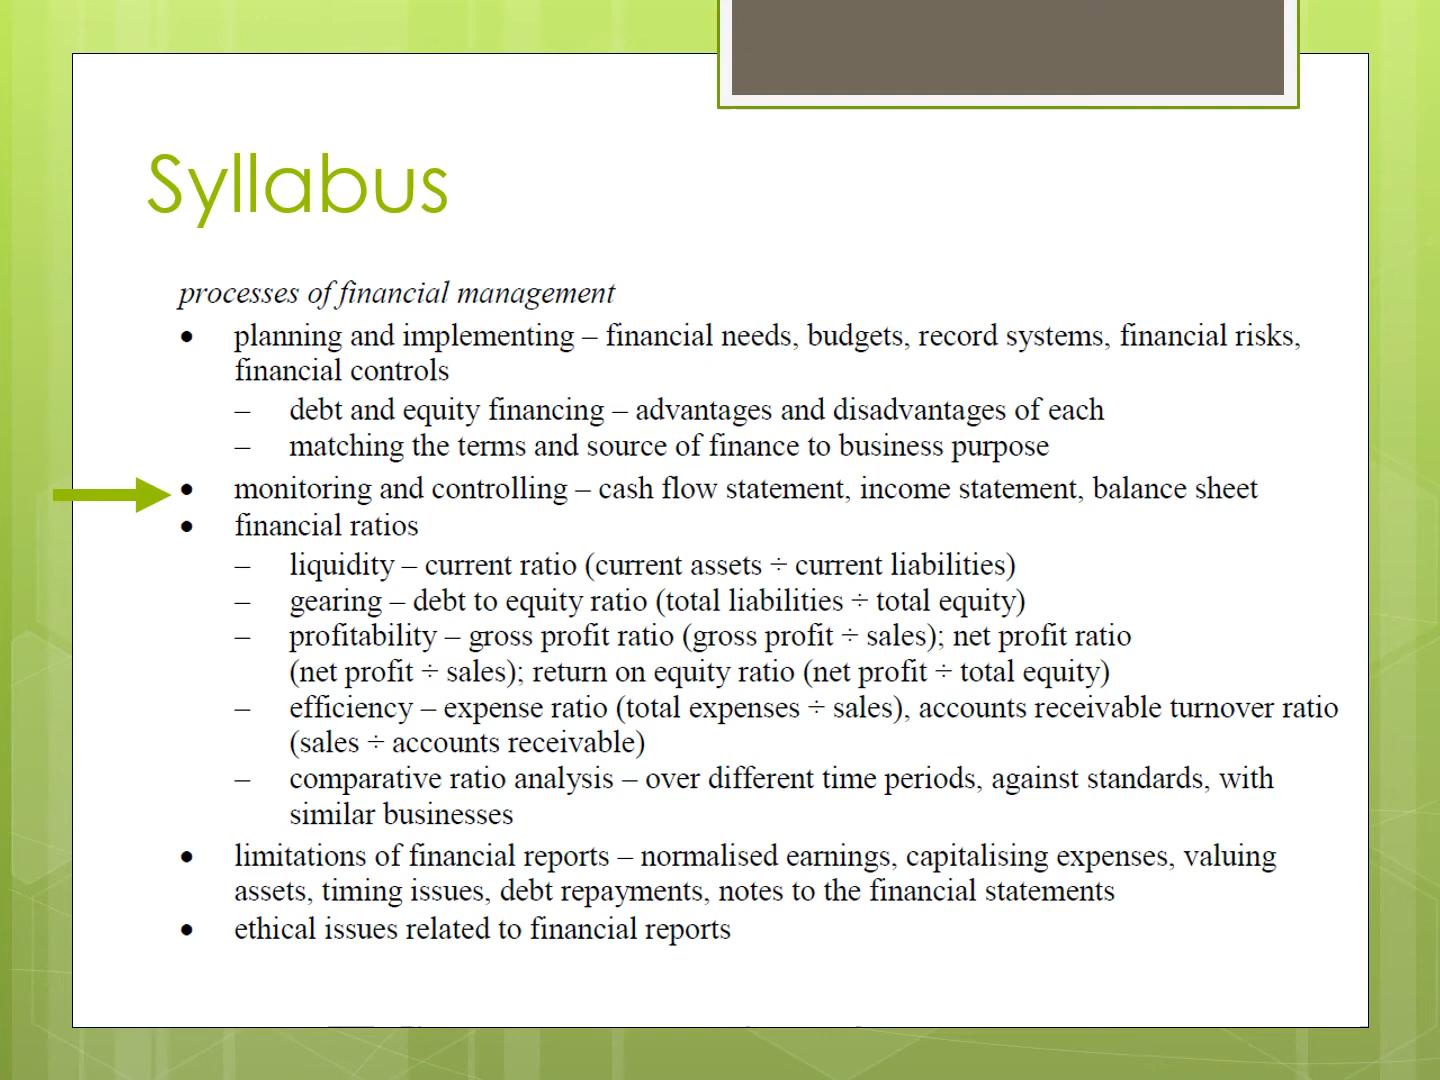 Syllabus
processes of financial management
• planning and implementing – financial needs, budgets, record systems, financial risks,
financial controls
– debt and equity financing – advantages and disadvantages of each
– matching the terms and source of finance to business purpose
• monitoring and controlling – cash flow statement, income statement, balance sheet
• financial ratios
– liquidity – current ratio (current assets ÷ current liabilities)
– gearing – debt to equity ratio (total liabilities ÷ total equity)
– profitability – gross profit ratio (gross profit ÷ sales); net profit ratio
(net profit ÷ sales); return on equity ratio (net profit ÷ total equity)
– efficiency – expense ratio (total expenses ÷ sales), accounts receivable turnover ratio
(sales ÷ accounts receivable)
– comparative ratio analysis – over different time periods, against standards, with
similar businesses
• limitations of financial reports – normalised earnings, capitalising expenses, valuing
assets, timing issues, debt repayments, notes to the financial statements
• ethical issues related to financial reports